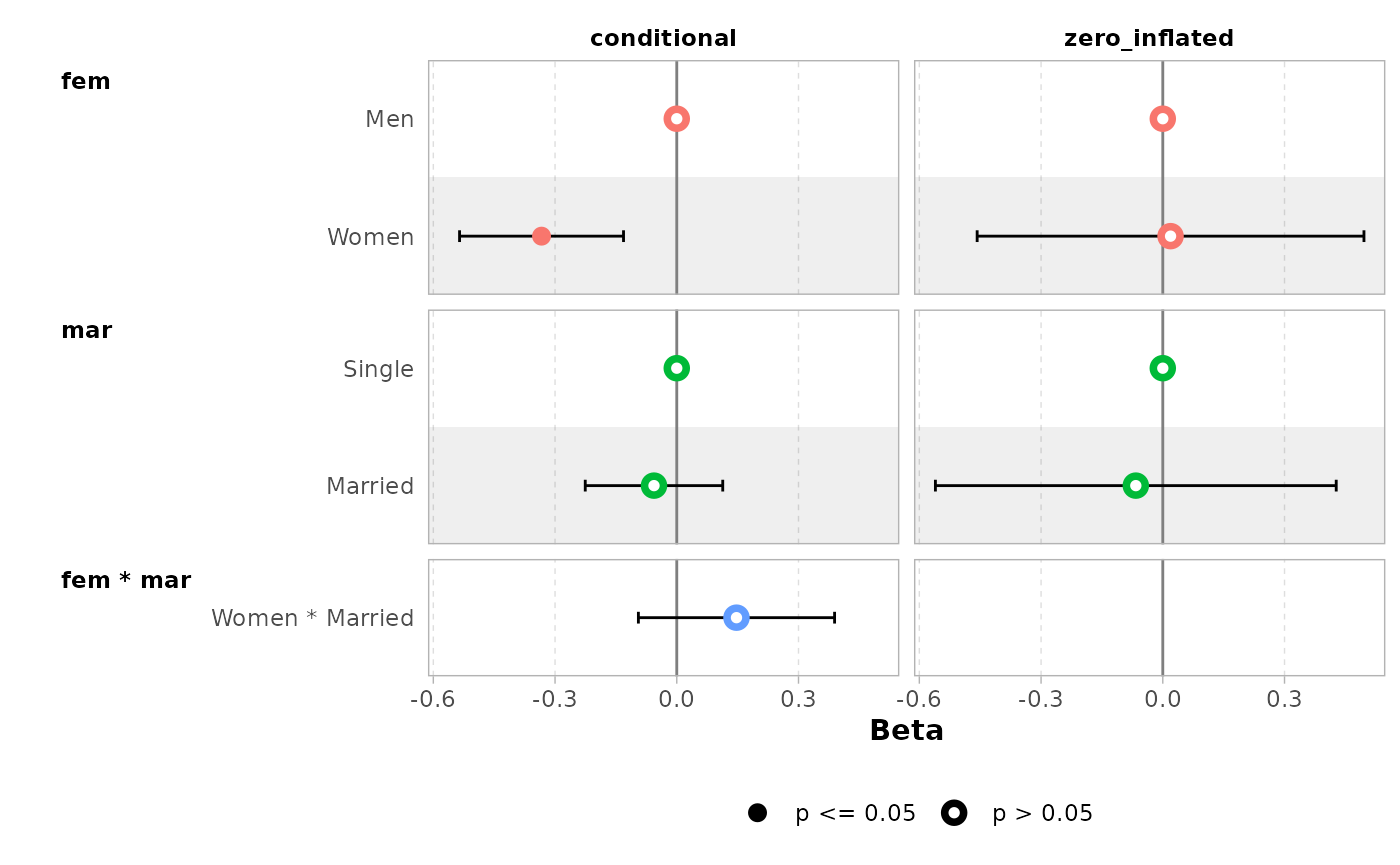 conditional zero_inflated
fem
Men
Women
mar
Single
Married
fem * mar
Women * Married
-0.6 -0.3 0.0 0.3 -0.6 -0.3 0.0 0.3
Beta
p <= 0.05 p > 0.05